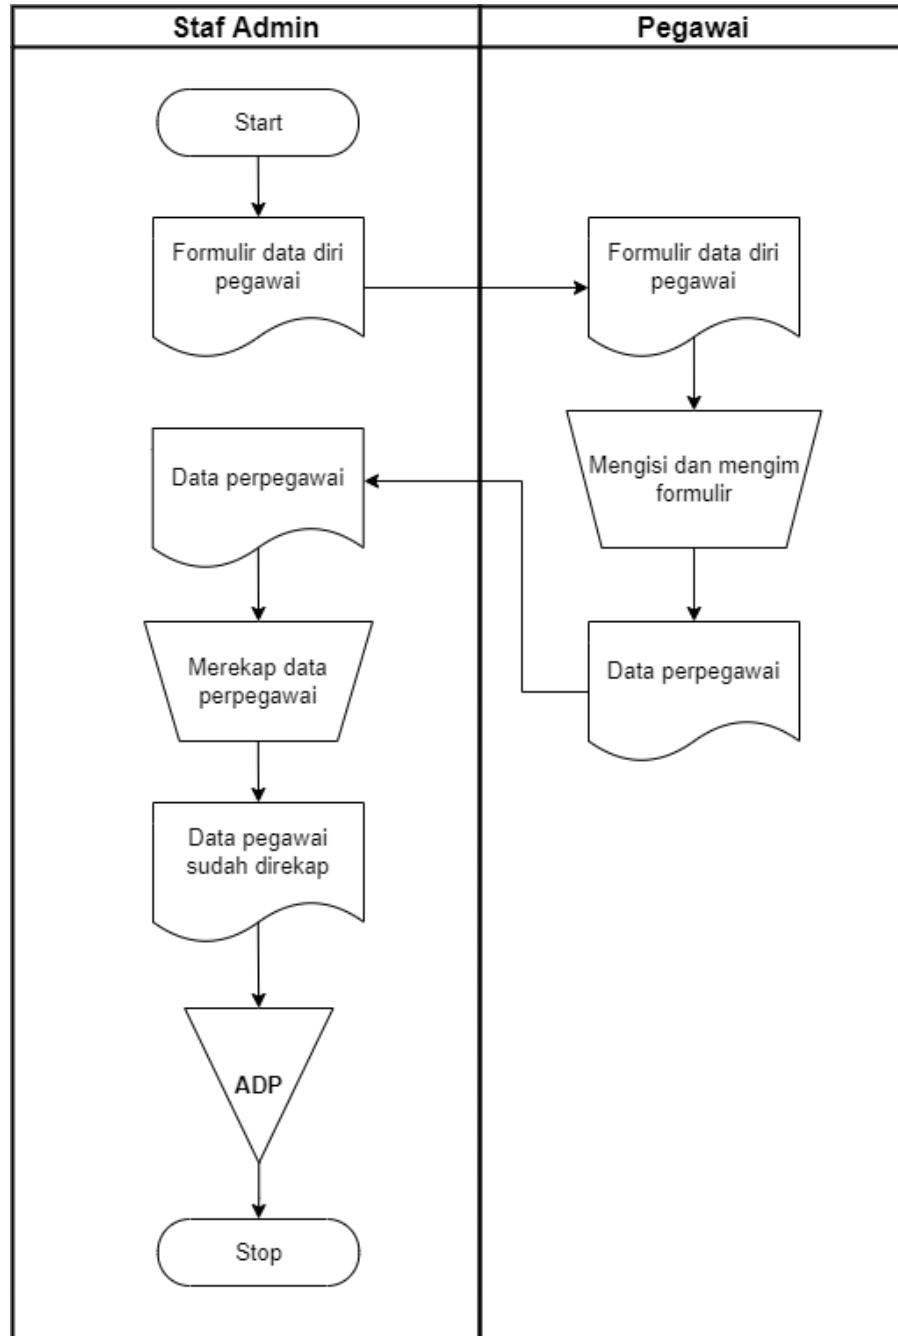 Staf Admin
Pegawai
Start
Formulir data diri
pegawai
Formulir data diri
pegawai
Mengisi dan mengim
formulir
Data perpegawai
Data perpegawai
Merekap data
perpegawai
Data pegawai
sudah direkap
ADP
Stop